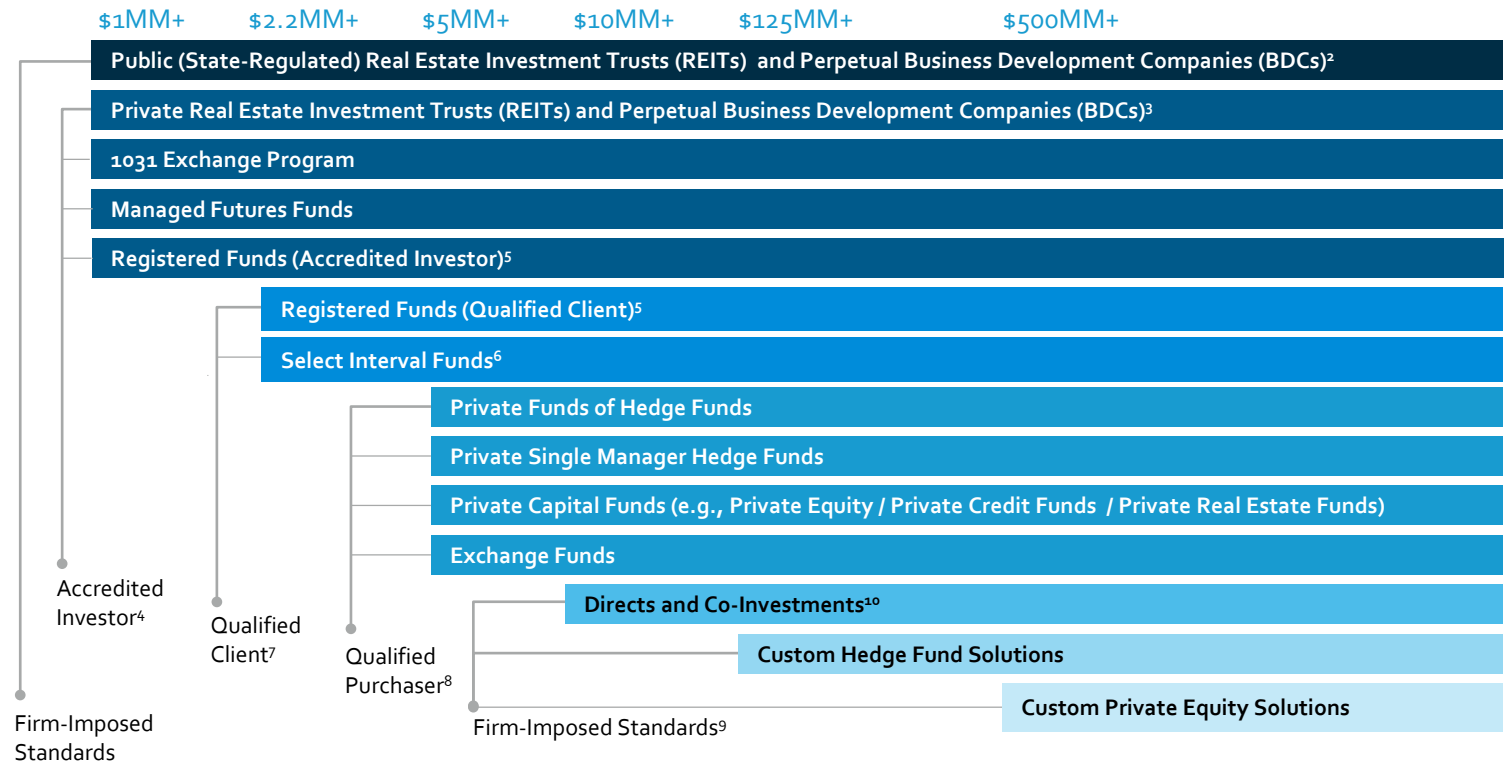 $1MM+ $2.2MM+ $5MM+ $10MM+ $125MM+ $500MM+
Public (State-Regulated) Real Estate Investment Trusts (REITs) and Perpetual Business Development Companies (BDCs)²
Private Real Estate Investment Trusts (REITs) and Perpetual Business Development Companies (BDCs)³
1031 Exchange Program
Managed Futures Funds
Registered Funds (Accredited Investor)⁵
Registered Funds (Qualified Client)⁵
Select Interval Funds⁶
Private Funds of Hedge Funds
Private Single Manager Hedge Funds
Private Capital Funds (e.g., Private Equity / Private Credit Funds / Private Real Estate Funds)
Exchange Funds
Directs and Co-Investments¹⁰
Custom Hedge Fund Solutions
Custom Private Equity Solutions
Accredited
Investor⁴
Qualified
Client⁷
Qualified
Purchaser⁸
Firm-Imposed Standards⁹
Firm-Imposed
Standards